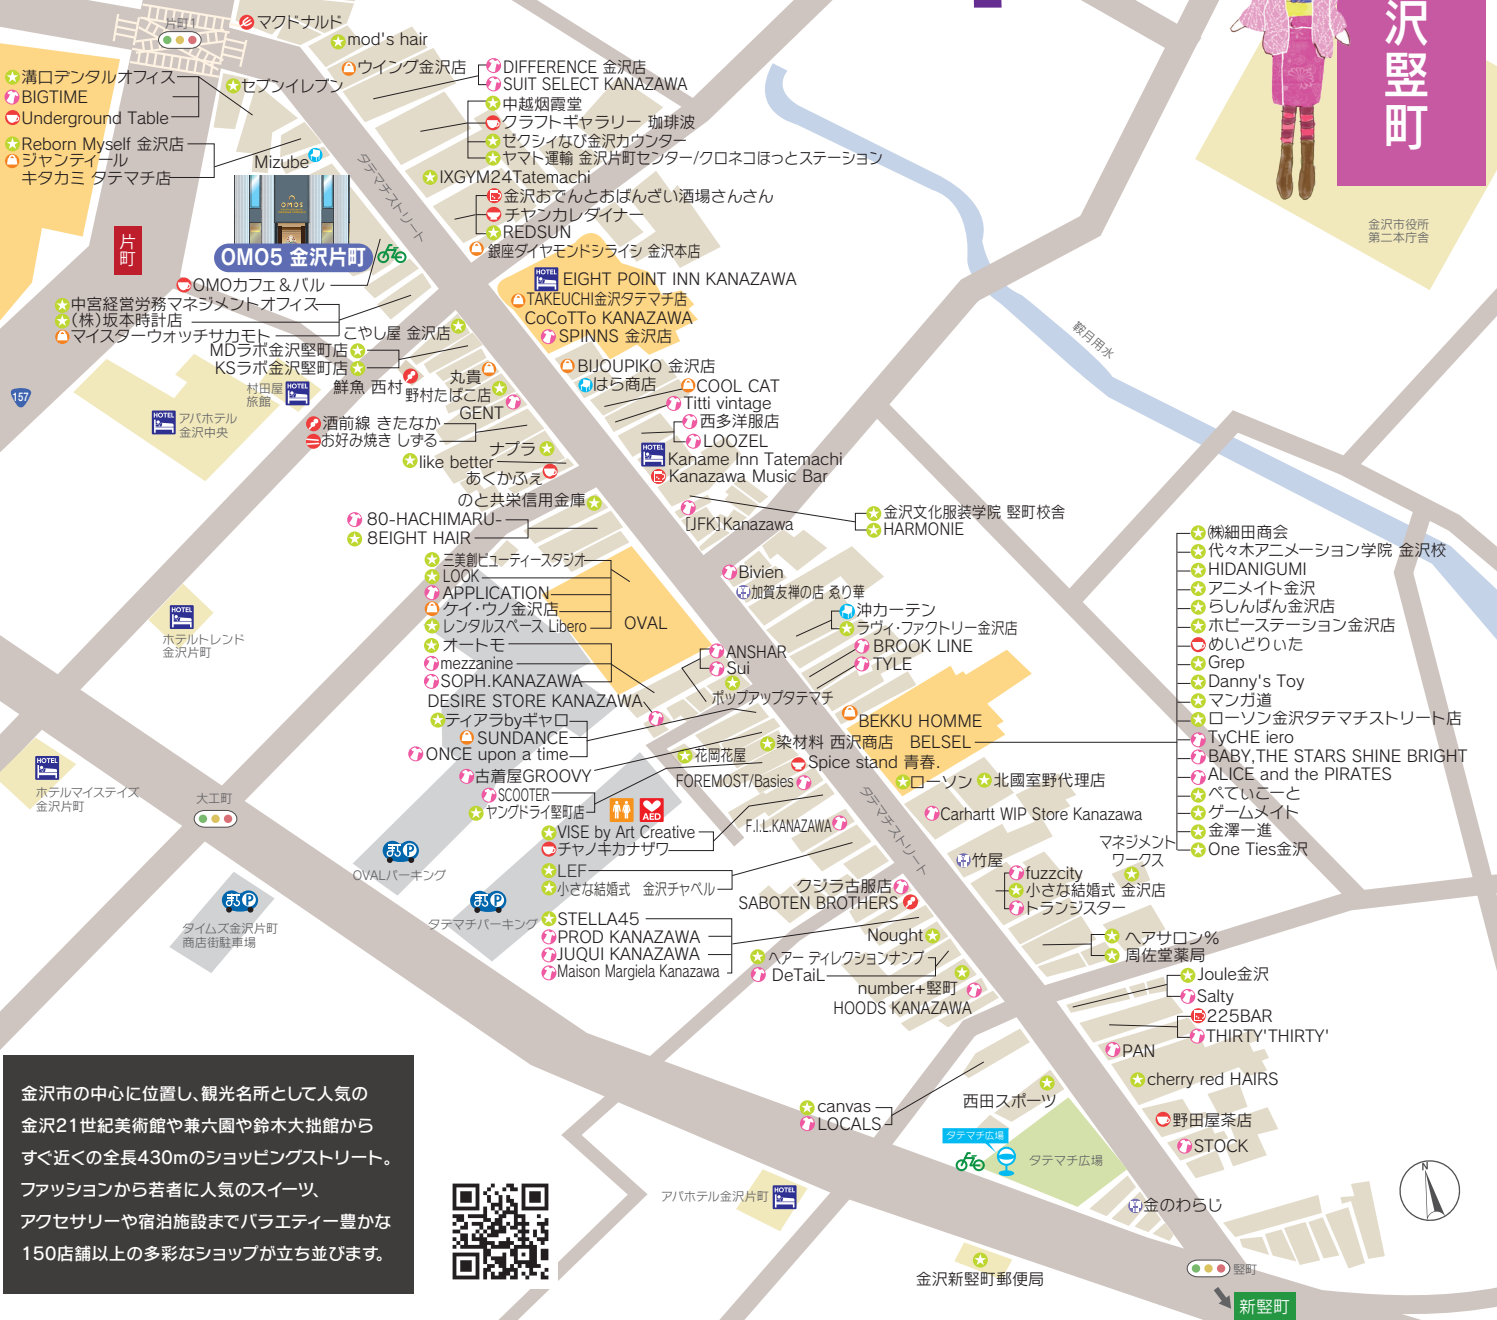 沢竪町
片町1
マクドナルド
mod's hair
ウイング金沢店
DIFFERENCE 金沢店
SUIT SELECT KANAZAWA
溝口デンタルオフィス
BIGTIME
Underground Table
セブンイレブン
中越烟霞堂
クラフトギャラリー 珈琲波
ゼクシィなび金沢カウンター
ヤマト運輸 金沢片町センター/クロネコほっとステーション
Reborn Myself 金沢店
ジャンティール
キタカミ タテマチ店
Mizube
タテマチストリート
IXGYM24Tatemachi
金沢おでんとおばんざい酒場さんさん
チャンカレダイナー
REDSUN
銀座ダイヤモンドシライシ 金沢本店
金沢市役所
第二本庁舎
片町
OMO5
OMO5 金沢片町
OMOカフェ&バル
HOTEL
EIGHT POINT INN KANAZAWA
TAKEUCHI金沢タテマチ店
CoCoTTo KANAZAWA
SPINNS 金沢店
中宮経営労務マネジメントオフィス
(株)坂本時計店
マイスターウォッチサカモト
こやし屋 金沢店
MDラボ金沢竪町店
KSラボ金沢竪町店
鞍月用水
157
村田屋
旅館
HOTEL
鮮魚 西村
丸貴
野村たばこ店
GENT
BIJOUPIKO 金沢店
はら商店
COOL CAT
Titti vintage
西多洋服店
LOOZEL
HOTEL
アパホテル
金沢中央
酒前線 きたなか
お好み焼き しずる
ナプラ
like better
あくかふぇ
HOTEL
Kaname Inn Tatemachi
Kanazawa Music Bar
のと共栄信用金庫
80-HACHIMARU-
8EIGHT HAIR
[JFK]Kanazawa
金沢文化服装学院 竪町校舎
HARMONIE
三美創ビューティースタジオ
LOOK
APPLICATION
ケイ・ウノ金沢店
レンタルスペース Libero
OVAL
Bivien
加賀友禅の店 ゑり華
沖カーテン
ラヴィ・ファクトリー金沢店
BROOK LINE
TYLE
㈱細田商会
代々木アニメーション学院 金沢校
HIDANIGUMI
アニメイト金沢
らしんばん金沢店
ホビーステーション金沢店
めいどりぃた
Grep
Danny's Toy
マンガ道
ローソン金沢タテマチストリート店
TyCHE iero
BABY,THE STARS SHINE BRIGHT
ALICE and the PIRATES
ぺてぃこーと
ゲームメイト
金澤一進
One Ties金沢
HOTEL
ホテルトレンド
金沢片町
オートモ
mezzanine
SOPH.KANAZAWA
DESIRE STORE KANAZAWA
ANSHAR
Sui
ポップアップタテマチ
ティアラbyギャロ
SUNDANCE
ONCE upon a time
BEKKU HOMME
染材料 西沢商店
BELSEL
花岡花屋
Spice stand 青春.
古着屋GROOVY
FOREMOST/Basies
ローソン
北國室野代理店
HOTEL
ホテルマイステイズ
金沢片町
大工町
SCOOTER
ヤングドライ竪町店
AED
Carhartt WIP Store Kanazawa
タテマチストリート
VISE by Art Creative
チャノキカナザワ
F.I.L.KANAZAWA
マネジメント
ワークス
竹屋
OVALパーキング
LEF
小さな結婚式 金沢チャペル
クジラ古服店
SABOTEN BROTHERS
fuzzcity
小さな結婚式 金沢店
トランジスター
タテマチパーキング
タイムズ金沢片町
商店街駐車場
STELLA45
PROD KANAZAWA
JUQUI KANAZAWA
Maison Margiela Kanazawa
Nought
ヘアー ディレクションナンブ
DeTaiL
number+竪町
HOODS KANAZAWA
ヘアサロン%
周佐堂薬局
Joule金沢
Salty
225BAR
THIRTY'THIRTY'
PAN
cherry red HAIRS
西田スポーツ
canvas
LOCALS
野田屋茶店
STOCK
タテマチ広場
タテマチ広場
金沢市の中心に位置し、観光名所として人気の
金沢21世紀美術館や兼六園や鈴木大拙館から
すぐ近くの全長430mのショッピングストリート。
ファッションから若者に人気のスイーツ、
アクセサリーや宿泊施設までバラエティー豊かな
150店舗以上の多彩なショップが立ち並びます。
アパホテル金沢片町
HOTEL
金のわらじ
N
金沢新竪町郵便局
竪町
新竪町